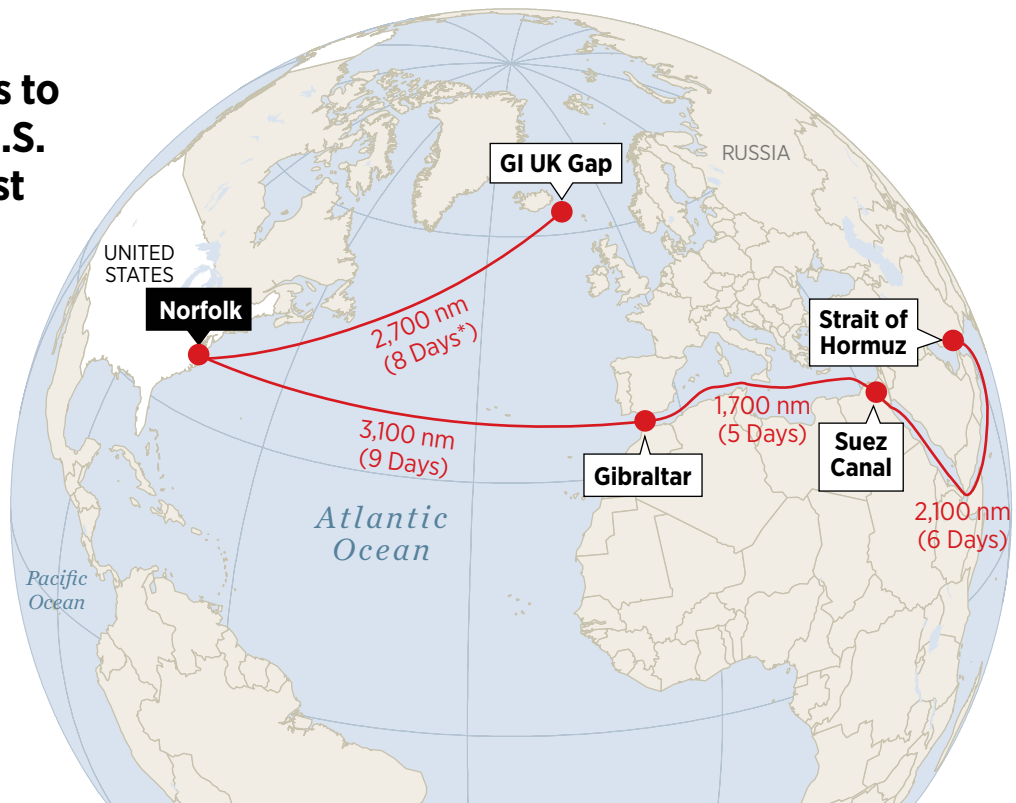 s to
.S.
st
GI UK Gap
RUSSIA
UNITED
STATES
Norfolk
2,700 nm
(8 Days*)
Strait of
Hormuz
3,100 nm
(9 Days)
1,700 nm
(5 Days)
Gibraltar
Suez
Canal
2,100 nm
(6 Days)
Atlantic
Ocean
Pacific
Ocean